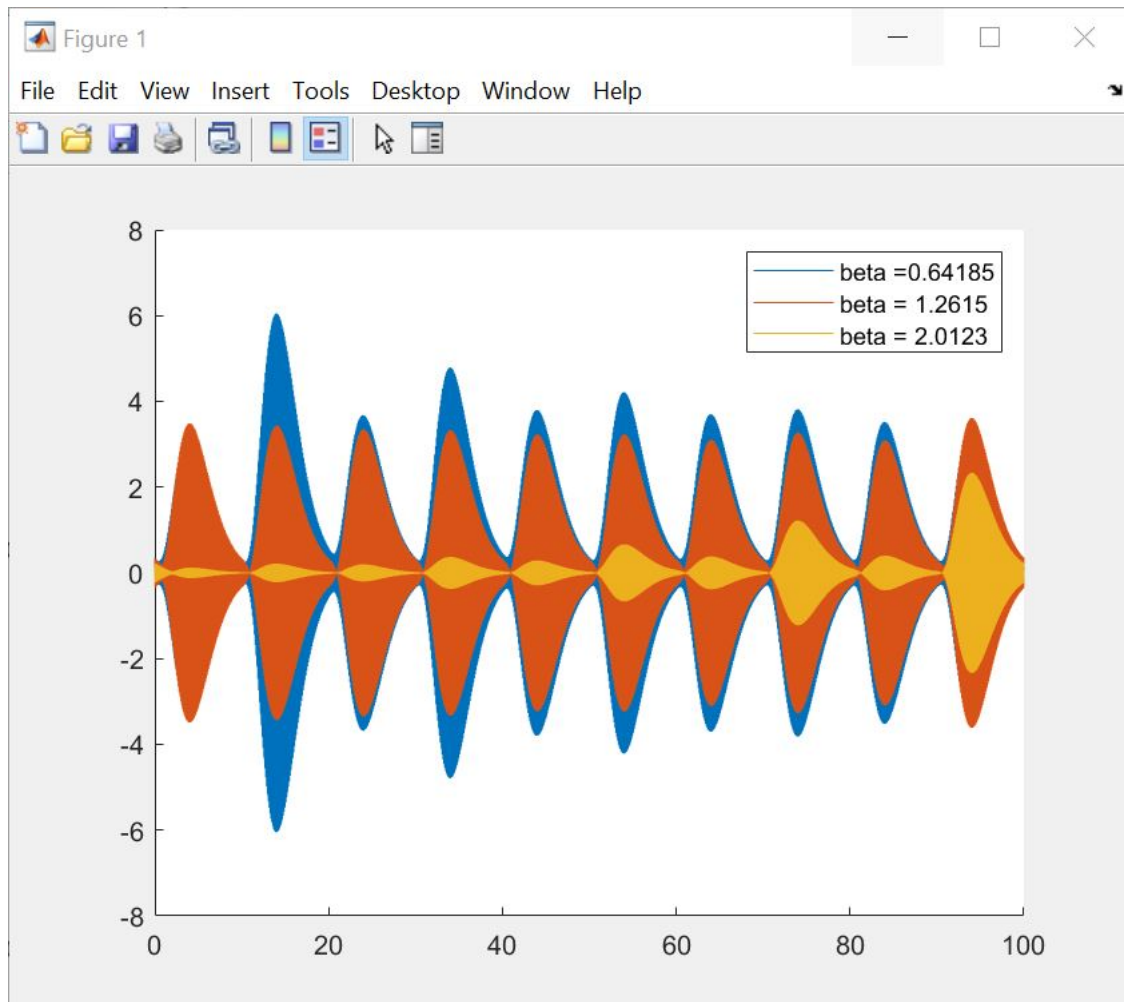 Figure 1
File Edit View Insert Tools Desktop Window Help
8
6
4
2
0
-2
-4
-6
-8
0 20 40 60 80 100
beta =0.64185
beta = 1.2615
beta = 2.0123